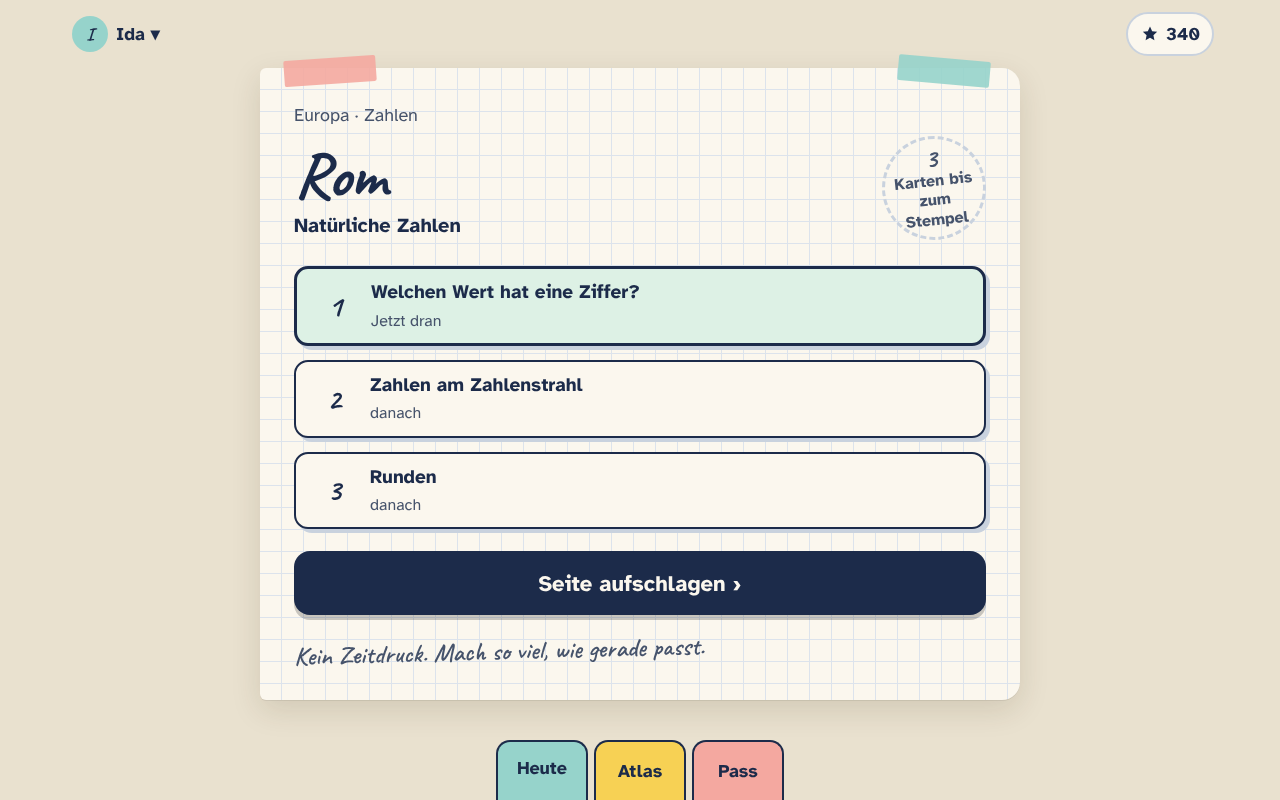 I Ida ▾
★ 340
Europa · Zahlen
Rom
Natürliche Zahlen
3
Karten bis
zum
Stempel
1
Welchen Wert hat eine Ziffer?
Jetzt dran
2
Zahlen am Zahlenstrahl
danach
3
Runden
danach
Seite aufschlagen ›
Kein Zeitdruck. Mach so viel, wie gerade passt.
Heute
Atlas
Pass